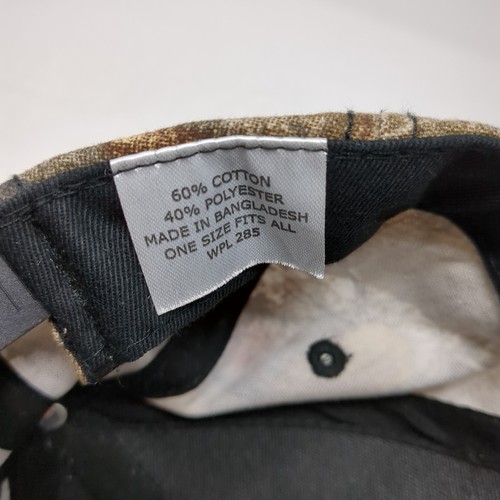 60% COTTON
40% POLYESTER
MADE IN BANGLADESH
ONE SIZE FITS ALL
WPL 285